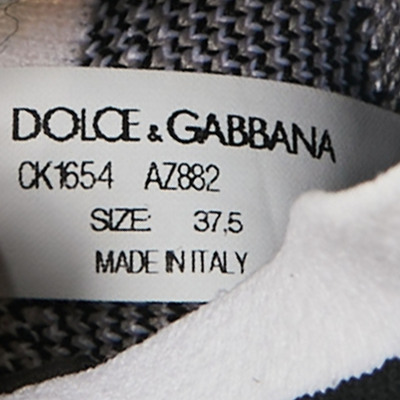 DOLCE & GABBANA
CK1654 AZ882
SIZE: 37,5
MADE IN ITALY